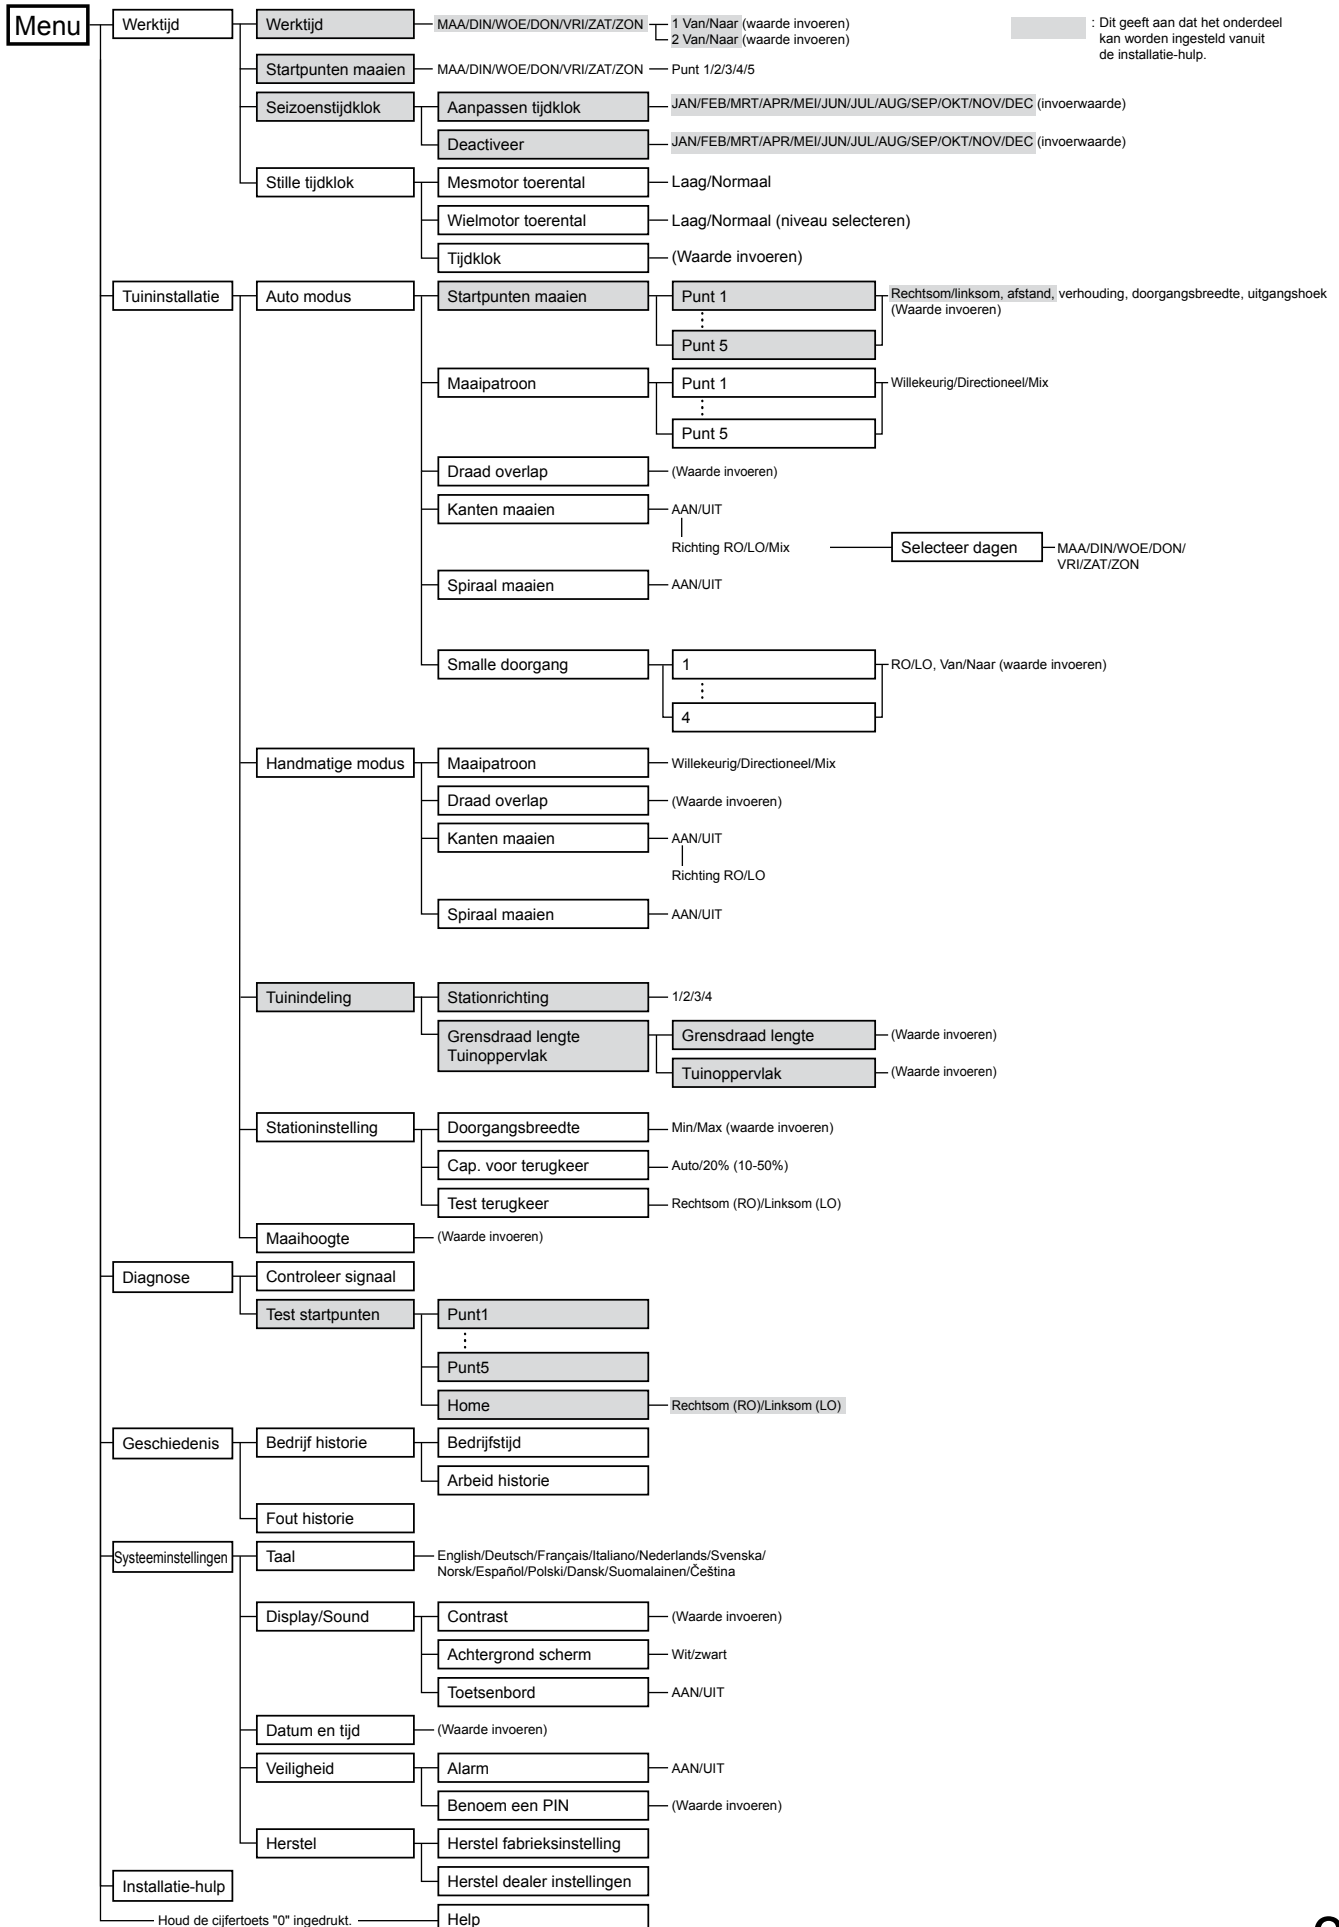 Menu
Werktijd
Werktijd
MAA/DIN/WOE/DON/VRI/ZAT/ZON
1 Van/Naar (waarde invoeren)
2 Van/Naar (waarde invoeren)
: Dit geeft aan dat het onderdeel
kan worden ingesteld vanuit
de installatie-hulp.
Startpunten maaien
MAA/DIN/WOE/DON/VRI/ZAT/ZON
Punt 1/2/3/4/5
Seizoenstijdklok
Aanpassen tijdklok
JAN/FEB/MRT/APR/MEI/JUN/JUL/AUG/SEP/OKT/NOV/DEC (invoerwaarde)
Deactiveer
JAN/FEB/MRT/APR/MEI/JUN/JUL/AUG/SEP/OKT/NOV/DEC (invoerwaarde)
Stille tijdklok
Mesmotor toerental
Laag/Normaal
Wielmotor toerental
Laag/Normaal (niveau selecteren)
Tijdklok
(Waarde invoeren)
Tuininstallatie
Auto modus
Startpunten maaien
Punt 1
Rechtsom/linksom, afstand, verhouding, doorgangsbreedte, uitgangshoek
(Waarde invoeren)
Punt 5
Maaipatroon
Punt 1
Willekeurig/Directioneel/Mix
Punt 5
Draad overlap
(Waarde invoeren)
Kanten maaien
AAN/UIT
Richting RO/LO/Mix
Selecteer dagen
MAA/DIN/WOE/DON/
VRI/ZAT/ZON
Spiraal maaien
AAN/UIT
Smalle doorgang
1
RO/LO, Van/Naar (waarde invoeren)
4
Handmatige modus
Maaipatroon
Willekeurig/Directioneel/Mix
Draad overlap
(Waarde invoeren)
Kanten maaien
AAN/UIT
Richting RO/LO
Spiraal maaien
AAN/UIT
Tuinindeling
Stationrichting
1/2/3/4
Grensdraad lengte
Tuinoppervlak
Grensdraad lengte
(Waarde invoeren)
Tuinoppervlak
(Waarde invoeren)
Stationinstelling
Doorgangsbreedte
Min/Max (waarde invoeren)
Cap. voor terugkeer
Auto/20% (10-50%)
Test terugkeer
Rechtsom (RO)/Linksom (LO)
Maaihoogte
(Waarde invoeren)
Diagnose
Controleer signaal
Test startpunten
Punt1
Punt5
Home
Rechtsom (RO)/Linksom (LO)
Geschiedenis
Bedrijf historie
Bedrijfstijd
Arbeid historie
Fout historie
Systeeminstellingen
Taal
English/Deutsch/Français/Italiano/Nederlands/Svenska/
Norsk/Español/Polski/Dansk/Suomalainen/Čeština
Display/Sound
Contrast
(Waarde invoeren)
Achtergrond scherm
Wit/zwart
Toetsenbord
AAN/UIT
Datum en tijd
(Waarde invoeren)
Veiligheid
Alarm
AAN/UIT
Benoem een PIN
(Waarde invoeren)
Herstel
Herstel fabrieksinstelling
Herstel dealer instellingen
Installatie-hulp
Houd de cijfertoets "0" ingedrukt.
Help